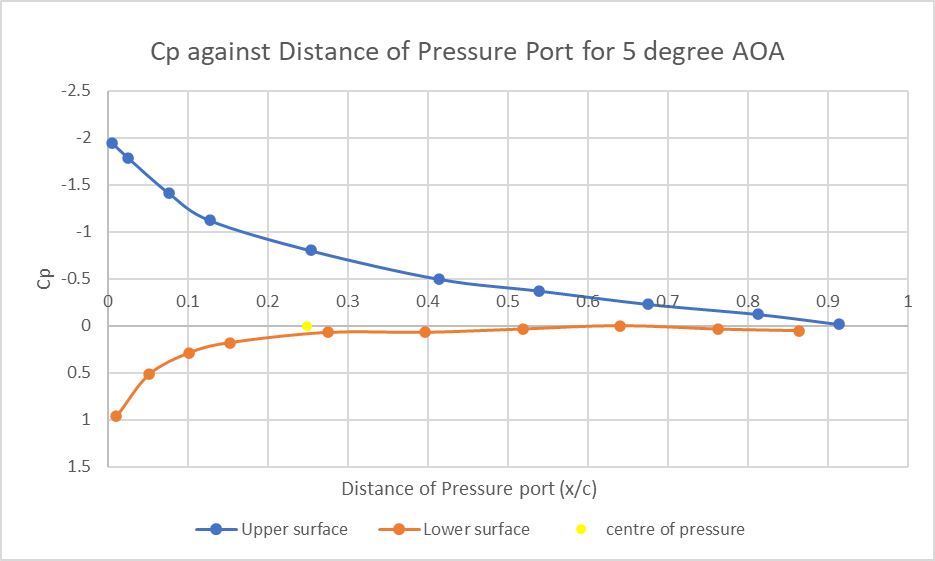 Cp against Distance of Pressure Port for 5 degree AOA
-2.5
-2
-1.5
-1
-0.5
0
0.5
1
1.5
Cp
0 0.1 0.2 0.3 0.4 0.5 0.6 0.7 0.8 0.9 1
Distance of Pressure port (x/c)
Upper surface Lower surface centre of pressure